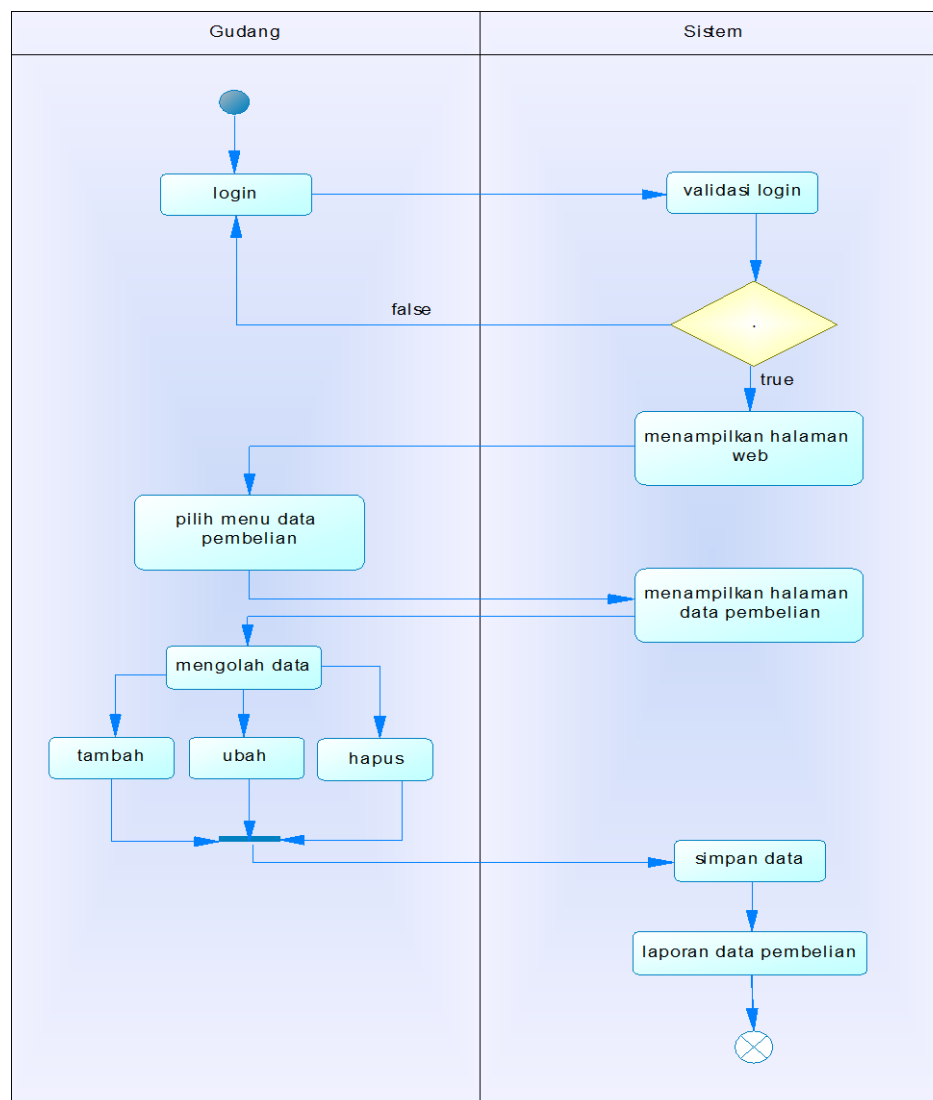 Gudang
Sistem
login
validasi login
.
false
true
menampilkan halaman
web
pilih menu data
pembelian
menampilkan halaman
data pembelian
mengolah data
tambah
ubah
hapus
simpan data
laporan data pembelian